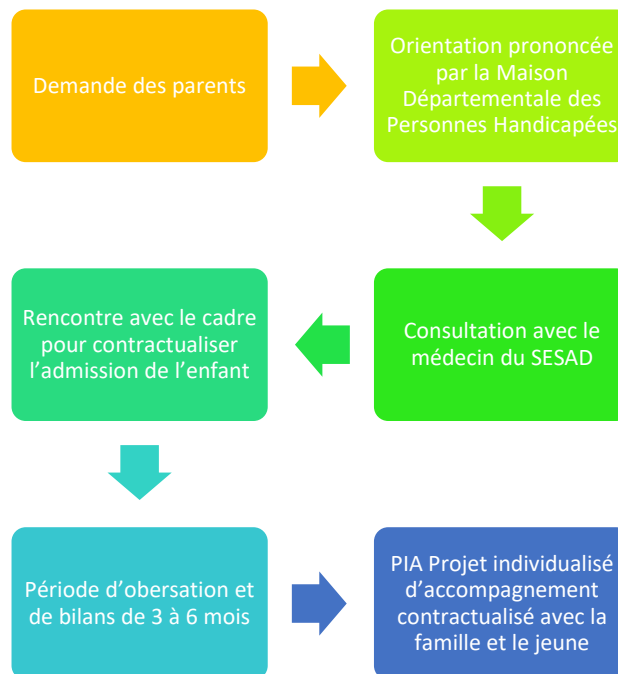 Demande des parents
Orientation prononcée
par la Maison
Départementale des
Personnes Handicapées
Consultation avec le
médecin du SESAD
Rencontre avec le cadre
pour contractualiser
l'admission de l'enfant
Période d'obersation et
de bilans de 3 à 6 mois
PIA Projet individualisé
d'accompagnement
contractualisé avec la
famille et le jeune